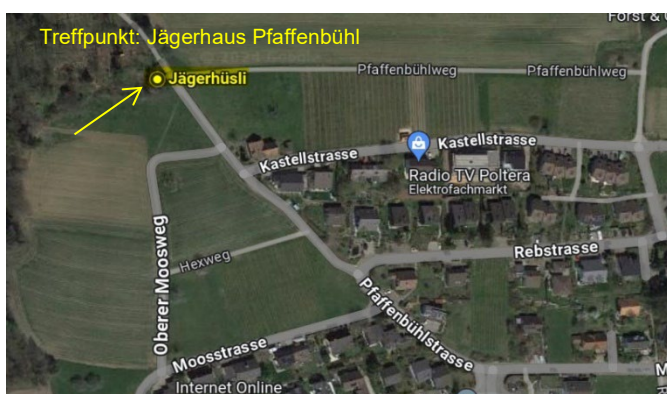 Forst &
Treffpunkt: Jägerhaus Pfaffenbühl
Jägerhüsli
Pfaffenbühlweg
Pfaffenbühlweg
Kastellstrasse
Kastellstrasse
Radio TV Poltera
Elektrofachmarkt
Oberer Moosweg
Hexweg
Rebstrasse
Pfaffenbühlstrasse
Moosstrasse
Internet Online